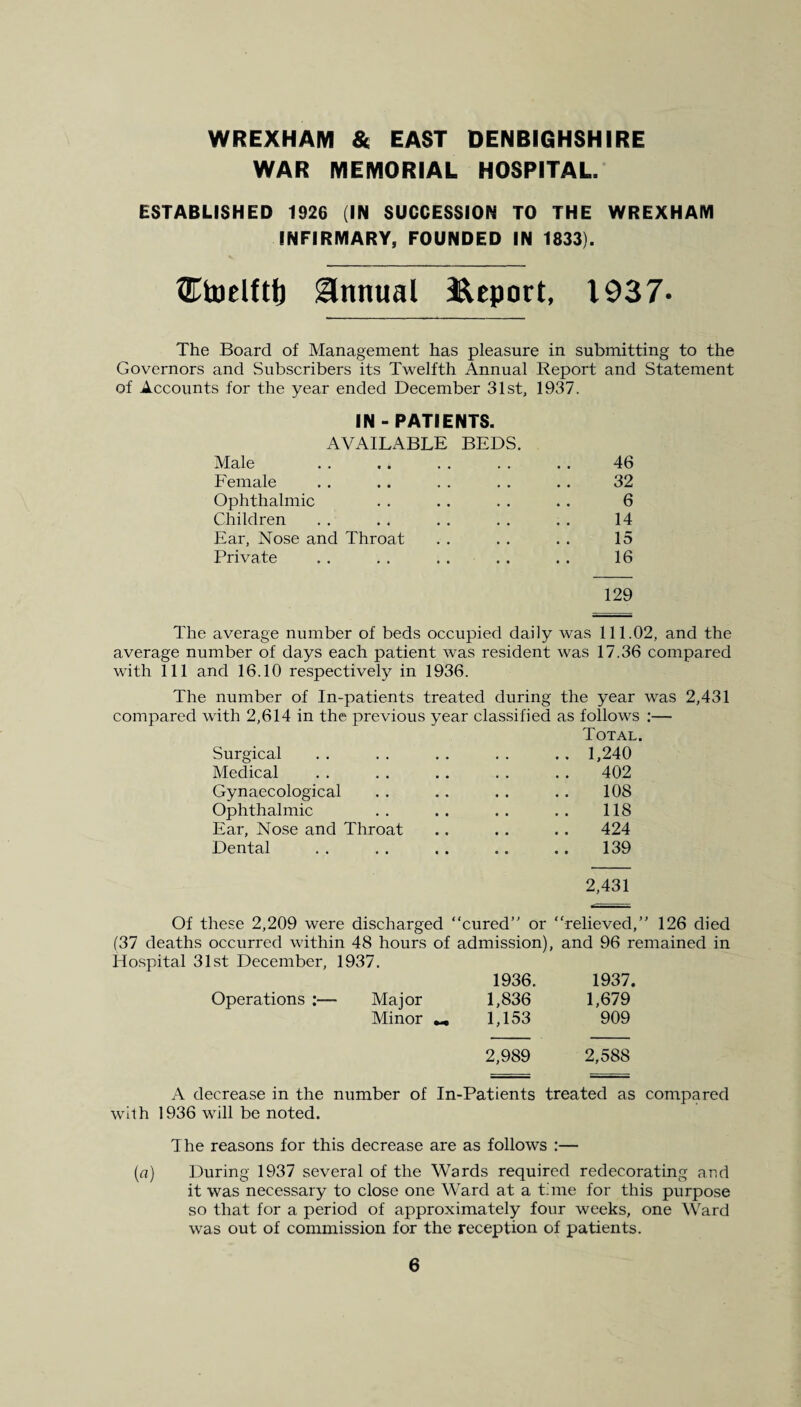 WREXHAM & EAST DENBIGHSHIRE
WAR MEMORIAL HOSPITAL.
ESTABLISHED 1926 (IN SUCCESSION TO THE WREXHAM
INFIRMARY, FOUNDED IN 1833).
Twelfth Annual Report, 1937.
The Board of Management has pleasure in submitting to the
Governors and Subscribers its Twelfth Annual Report and Statement
of Accounts for the year ended December 31st, 1937.
IN - PATIENTS.
AVAILABLE BEDS.
Male .. .. .. .. .. 46
Female .. .. .. .. .. 32
Ophthalmic .. .. .. .. 6
Children .. .. .. .. .. 14
Ear, Nose and Throat .. .. .. 15
Private .. .. .. .. .. 16
129
The average number of beds occupied daily was 111.02, and the
average number of days each patient was resident was 17.36 compared
with 111 and 16.10 respectively in 1936.
The number of In-patients treated during the year was 2,431
compared with 2,614 in the previous year classified as follows :—
Total.
Surgical .. .. .. .. .. 1,240
Medical .. .. .. .. .. 402
Gynaecological .. .. .. .. 108
Ophthalmic .. .. .. .. 118
Ear, Nose and Throat .. .. .. 424
Dental .. .. .. .. .. 139
2,431
Of these 2,209 were discharged “cured” or “relieved,” 126 died
(37 deaths occurred within 48 hours of admission), and 96 remained in
Hospital 31st December, 1937.
1936. 1937.
Operations :— Major 1,836 1,679
Minor .. 1,153 909
2,989 2,588
A decrease in the number of In-Patients treated as compared
with 1936 will be noted.
The reasons for this decrease are as follows :—
(a) During 1937 several of the Wards required redecorating and
it was necessary to close one Ward at a time for this purpose
so that for a period of approximately four weeks, one Ward
was out of commission for the reception of patients.
6